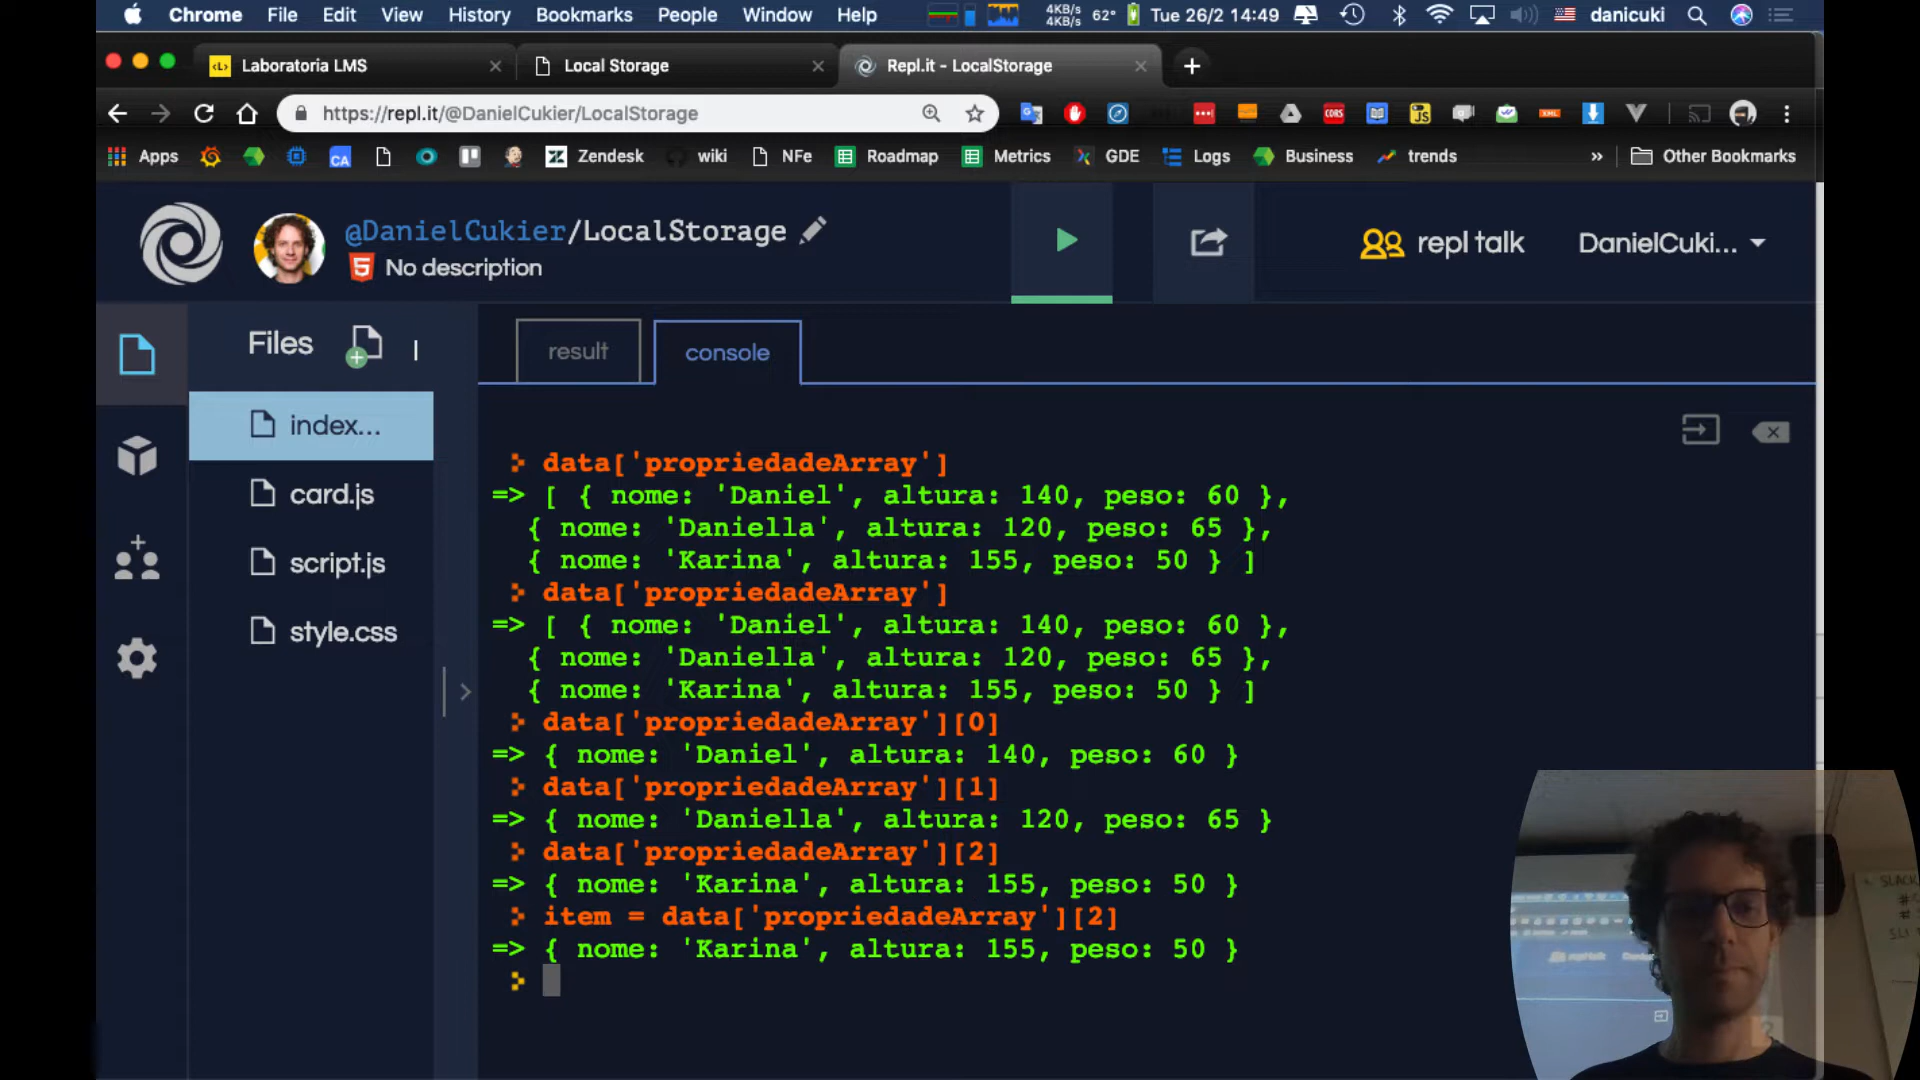 Chrome File Edit View History Bookmarks People Window Help 4KB/s 4KB/s 62° Tue 26/2 14:49 danicuki
Laboratoria LMS Local Storage Repl.it - LocalStorage
https://repl.it/@DanielCukier/LocalStorage
Apps CA Zendesk wiki NFe Roadmap Metrics GDE Logs Business trends » Other Bookmarks
@DanielCukier/LocalStorage
No description
repl talk DanielCuki...
Files
result console
index...
card.js
script.js
style.css
data['propriedadeArray']
=> [ { nome: 'Daniel', altura: 140, peso: 60 },
{ nome: 'Daniella', altura: 120, peso: 65 },
{ nome: 'Karina', altura: 155, peso: 50 } ]
data['propriedadeArray']
=> [ { nome: 'Daniel', altura: 140, peso: 60 },
{ nome: 'Daniella', altura: 120, peso: 65 },
{ nome: 'Karina', altura: 155, peso: 50 } ]
data['propriedadeArray'][0]
=> { nome: 'Daniel', altura: 140, peso: 60 }
data['propriedadeArray'][1]
=> { nome: 'Daniella', altura: 120, peso: 65 }
data['propriedadeArray'][2]
=> { nome: 'Karina', altura: 155, peso: 50 }
item = data['propriedadeArray'][2]
=> { nome: 'Karina', altura: 155, peso: 50 }